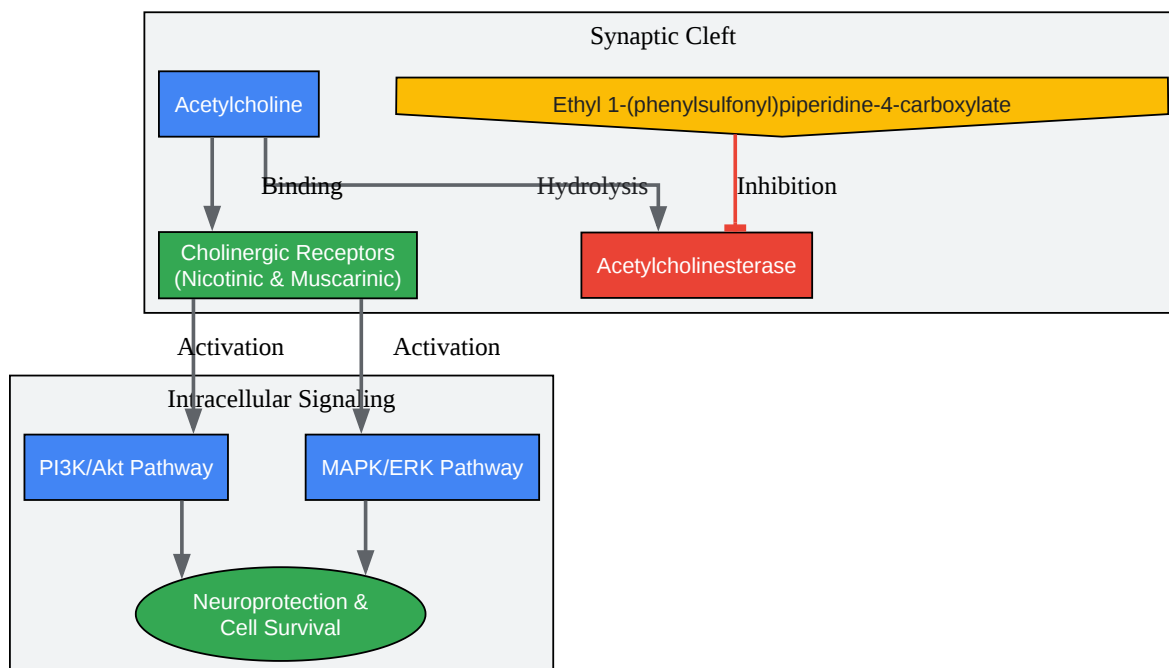 Synaptic Cleft
Acetylcholine
Ethyl 1-(phenylsulfonyl)piperidine-4-carboxylate
Binding
Hydrolysis
Inhibition
Cholinergic Receptors
(Nicotinic & Muscarinic)
Acetylcholinesterase
Activation
Activation
Intracellular Signaling
PI3K/Akt Pathway
MAPK/ERK Pathway
Neuroprotection &
Cell Survival